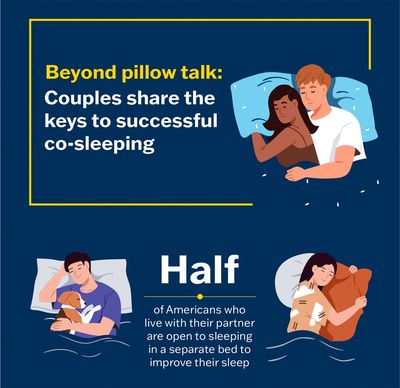 Beyond pillow talk:
Couples share the
keys to successful
co-sleeping
Half
of Americans who
live with their partner
are open to sleeping
in a separate bed to
improve their sleep